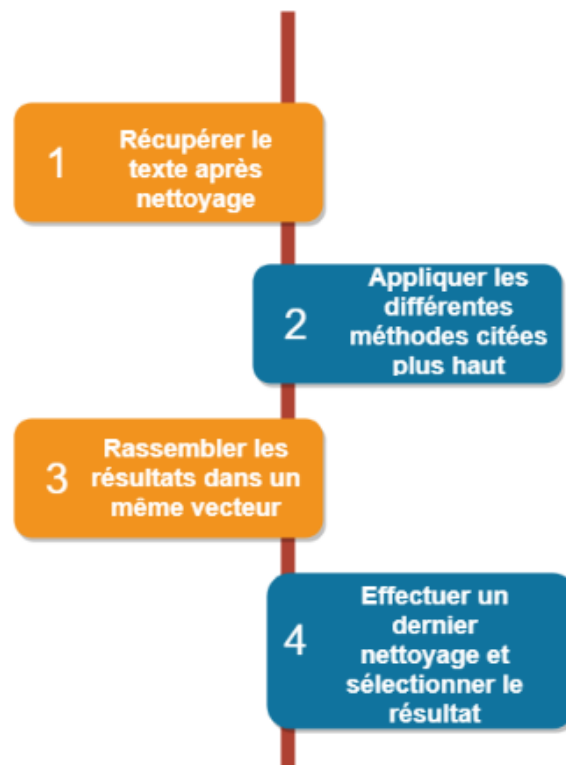 1
Récupérer le
texte après
nettoyage
2
Appliquer les
différentes
méthodes citées
plus haut
3
Rassembler les
résultats dans un
même vecteur
4
Effectuer un
dernier
nettoyage et
sélectionner le
résultat